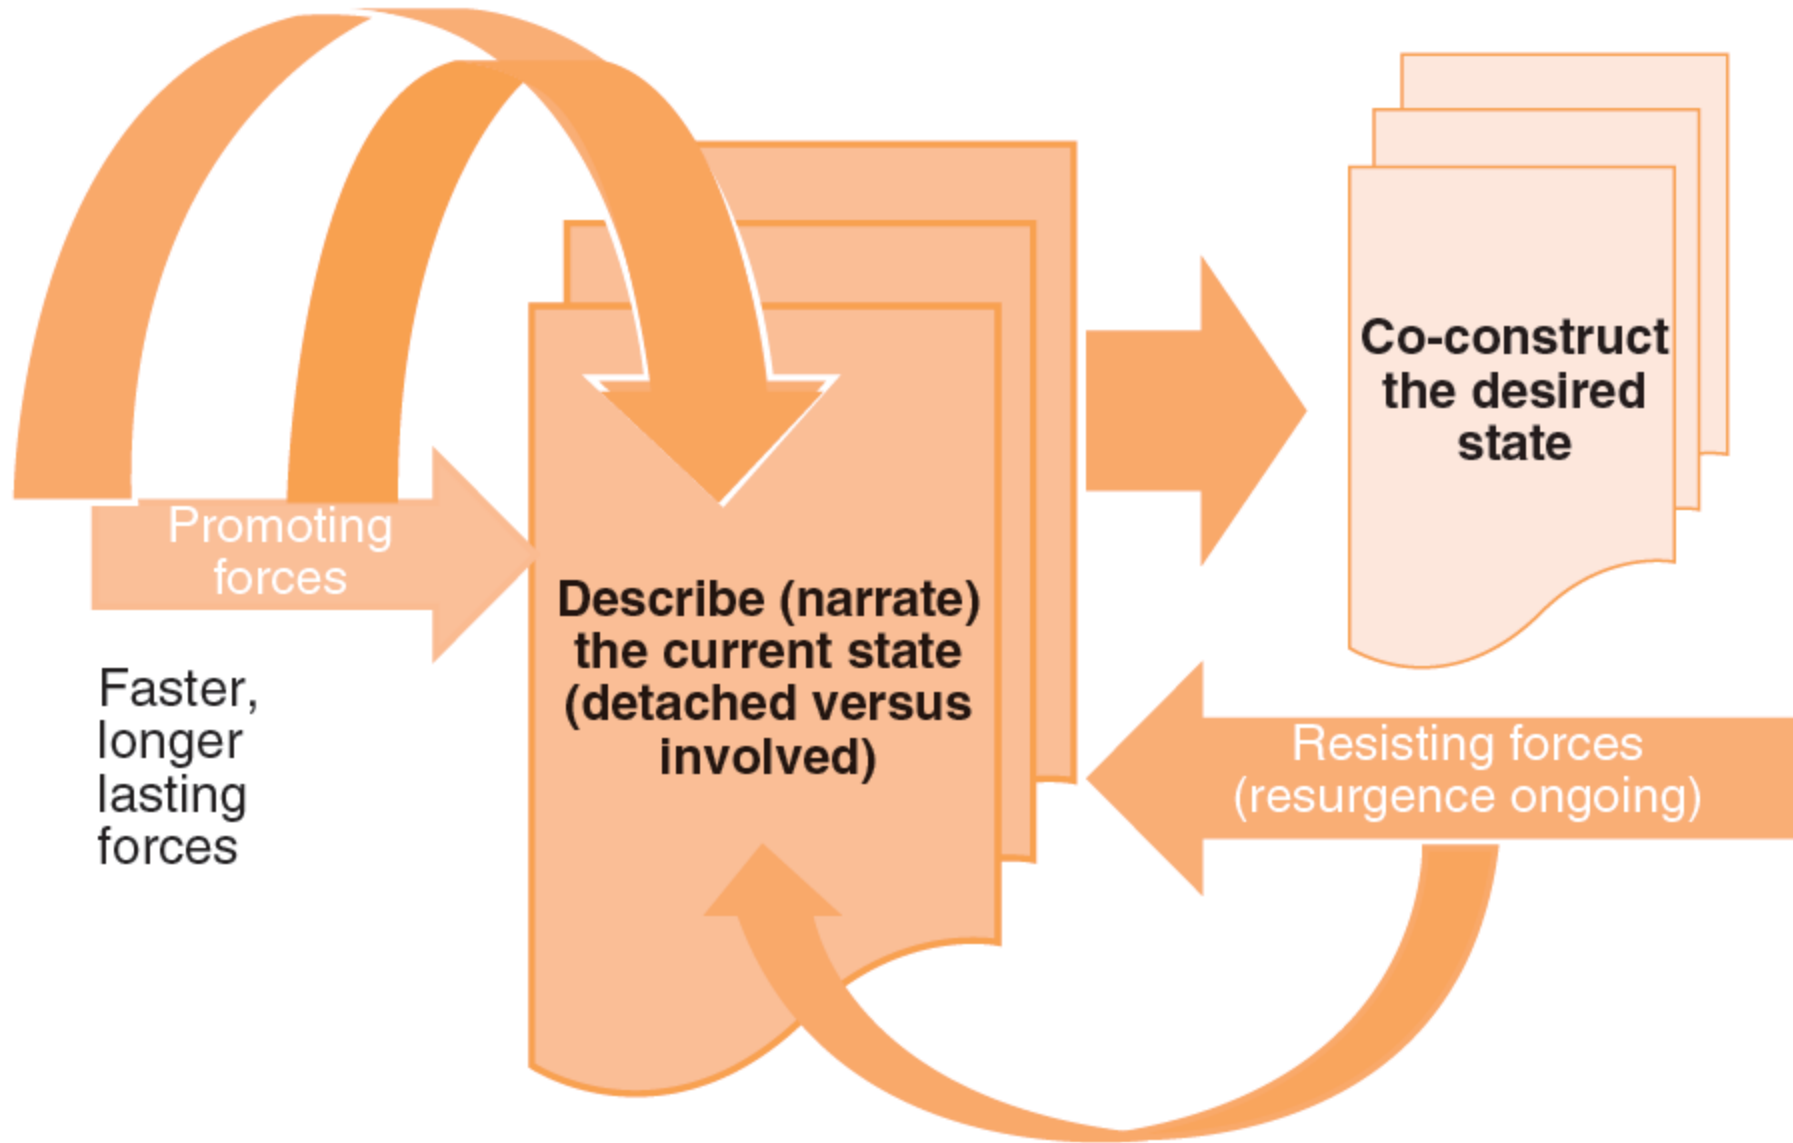 Promoting
forces
Faster,
longer
lasting
forces
Describe (narrate)
the current state
(detached versus
involved)
Co-construct
the desired
state
Resisting forces
(resurgence ongoing)